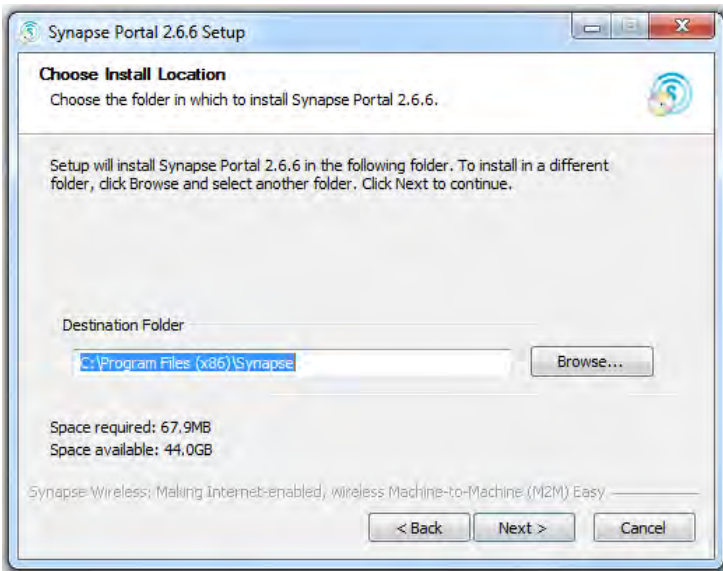 Synapse Portal 2.6.6 Setup
Choose Install Location
Choose the folder in which to install Synapse Portal 2.6.6.
Setup will install Synapse Portal 2.6.6 in the following folder. To install in a different
folder, click Browse and select another folder. Click Next to continue.
Destination Folder
C:\Program Files (x86)\Synapse
Browse...
Space required: 67.9MB
Space available: 44.0GB
Synapse Wireless: Making Internet-enabled, wireless Machine-to-Machine (M2M) Easy
< Back
Next >
Cancel